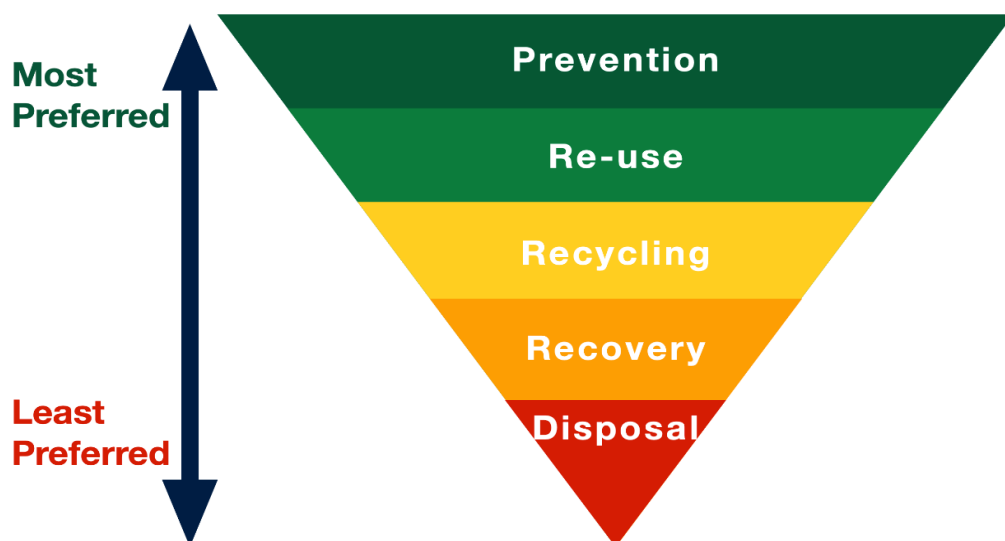 Most
Preferred
Prevention
Re-use
Recycling
Recovery
Least
Preferred
Disposal